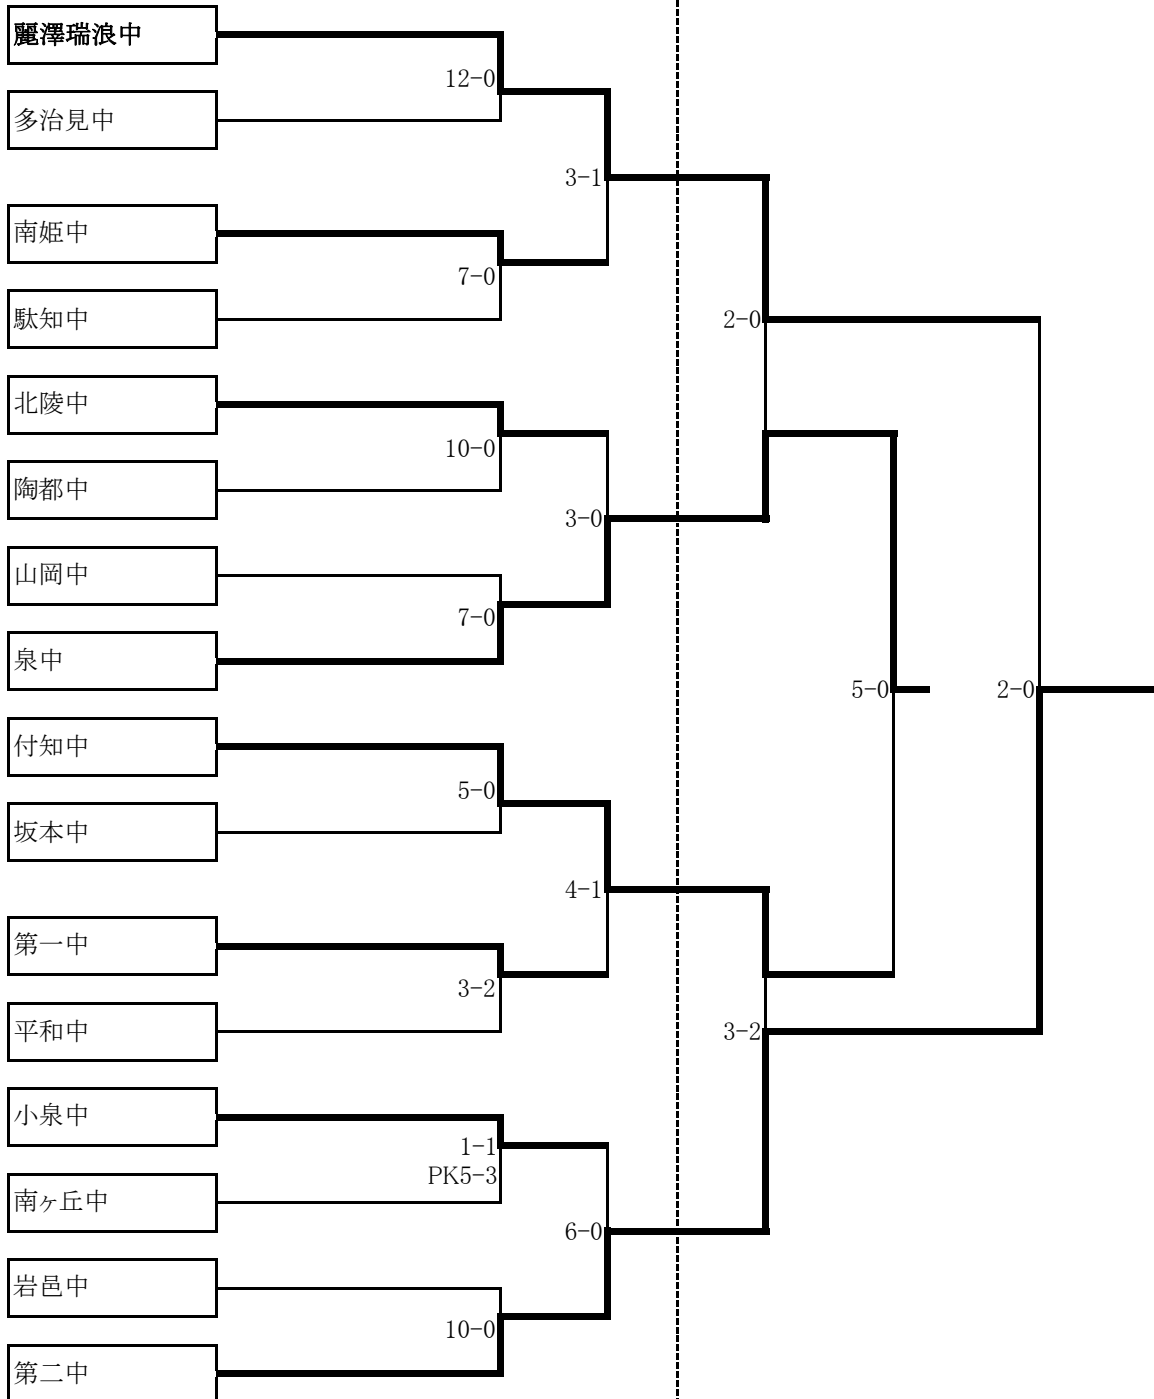 麗澤瑞浪中
12-0
多治見中
3-1
南姫中
7-0
駄知中
2-0
北陵中
10-0
陶都中
3-0
山岡中
7-0
泉中
5-0
2-0
付知中
5-0
坂本中
4-1
第一中
3-2
平和中
3-2
小泉中
1-1
PK5-3
南ヶ丘中
6-0
岩邑中
10-0
第二中